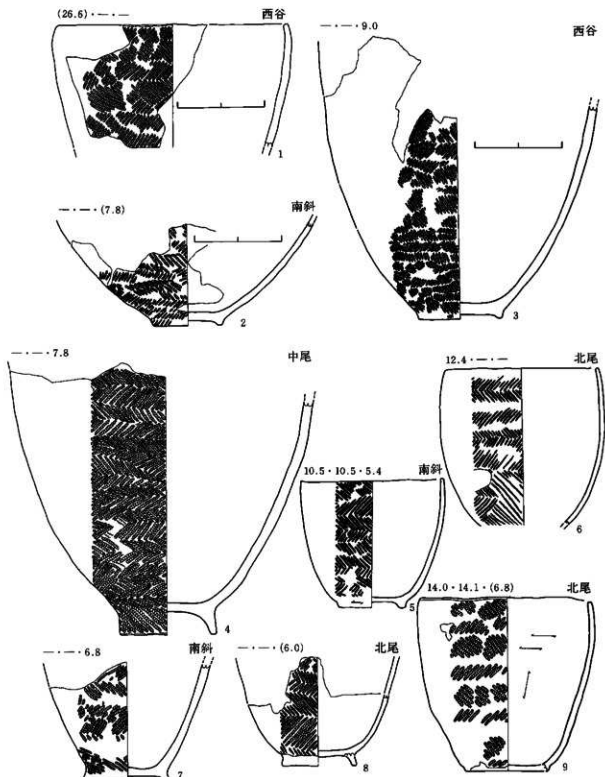 (26.6)・—・— 西谷
1
—・—・9.0 西谷
3
—・—・(7.8) 南斜
2
—・—・7.8 中尾
4
10.5・10.5・5.4 南斜
5
12.4・—・— 北尾
6
—・—・6.8 南斜
7
—・—・(6.0) 北尾
8
14.0・14.1・(6.8) 北尾
9